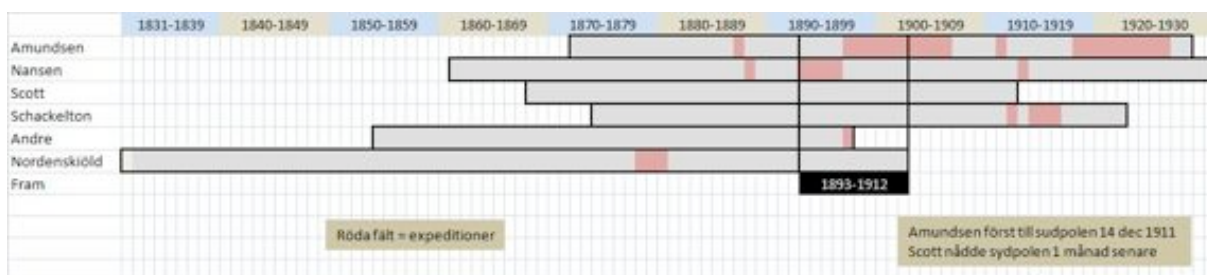 1831-1839 1840-1849 1850-1859 1860-1869 1870-1879 1880-1889 1890-1899 1900-1909 1910-1919 1920-1930
Amundsen
Nansen
Scott
Schackelton
Andre
Nordenskiöld
Fram 1893-1912
Röda fält = expeditioner
Amundsen först till sudpolen 14 dec 1911
Scott nådde sydpolen 1 månad senare